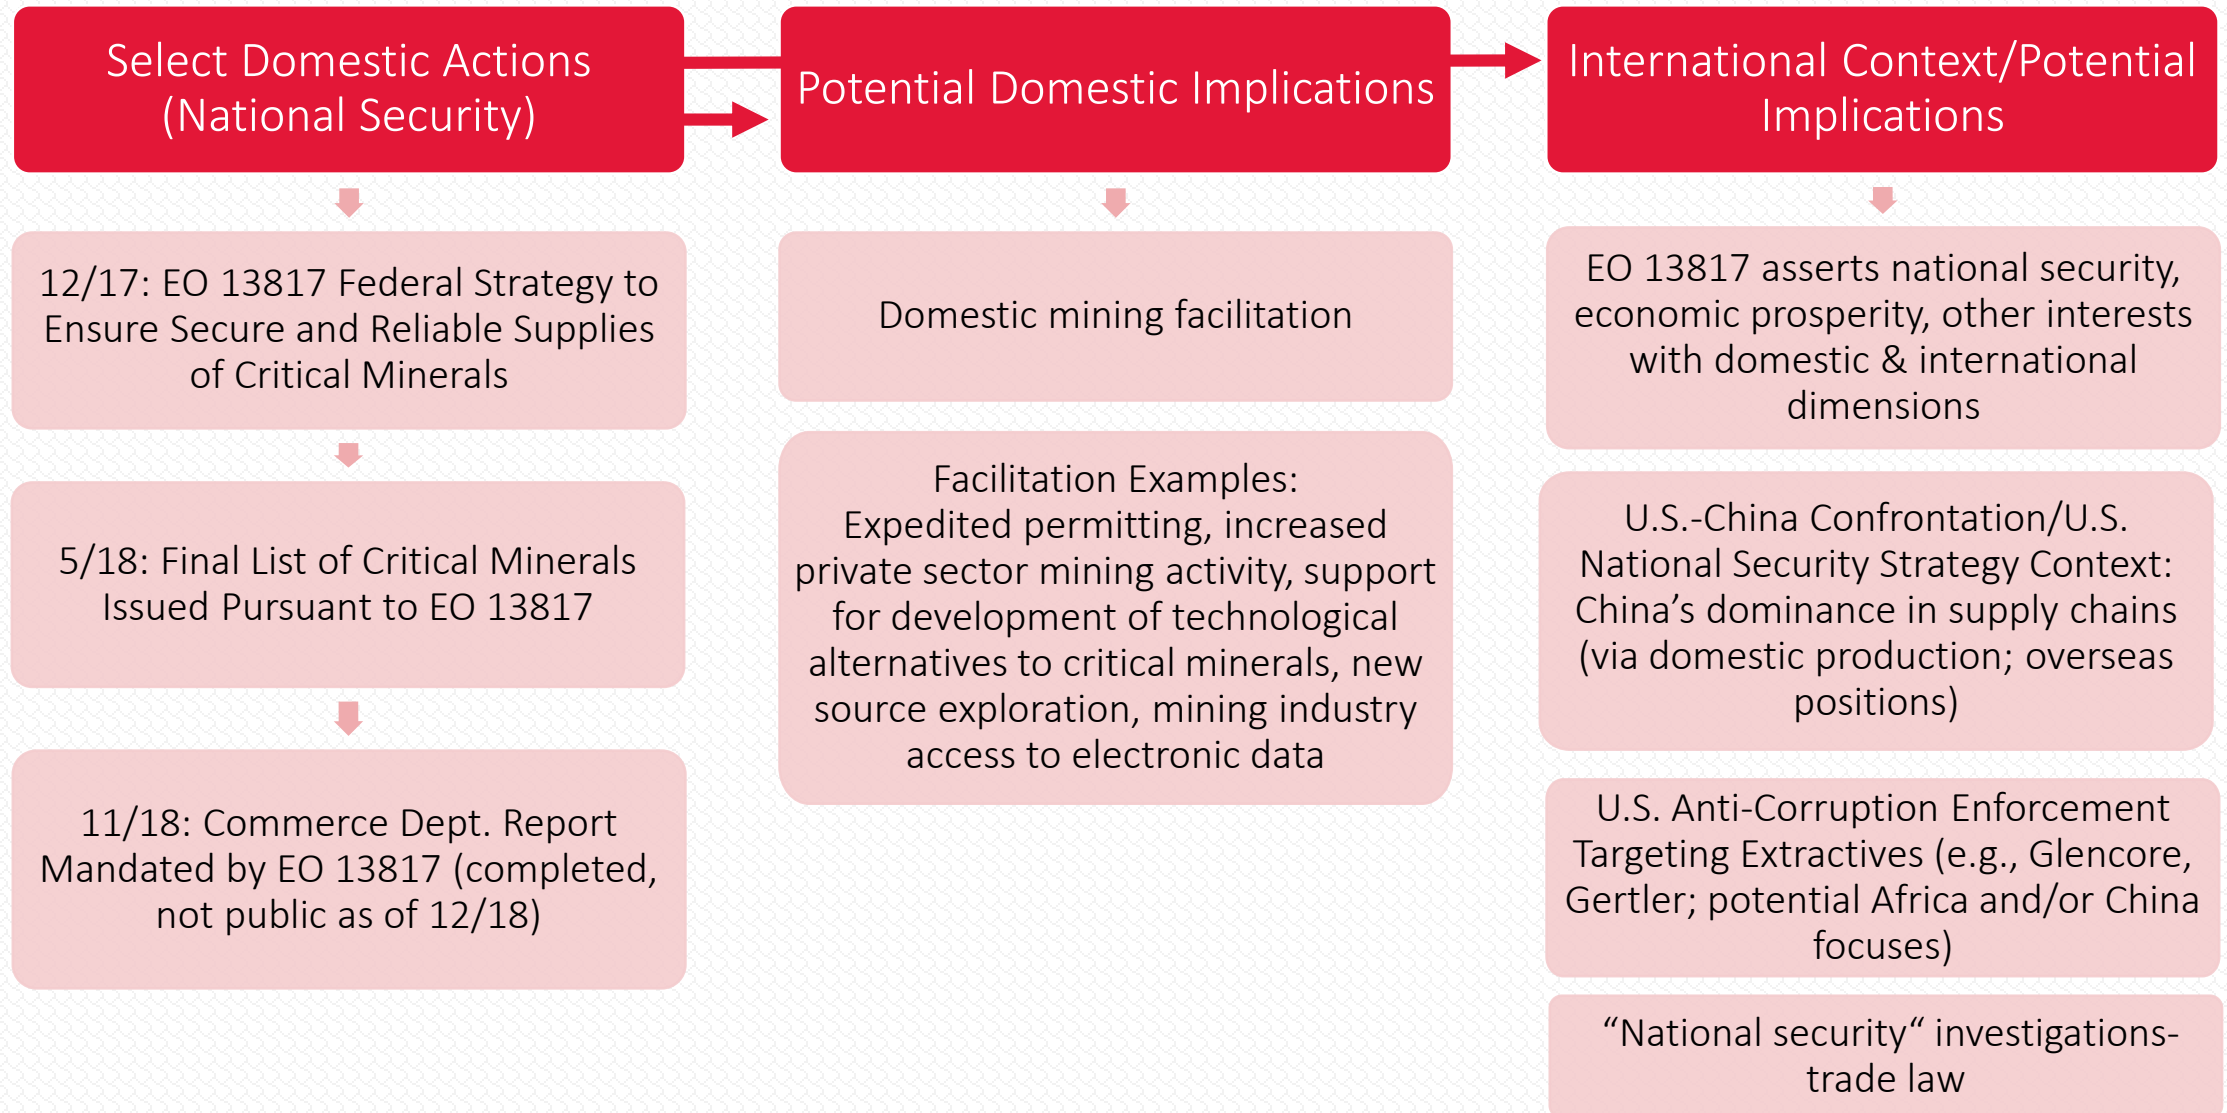 Select Domestic Actions
(National Security)
12/17: EO 13817 Federal Strategy to
Ensure Secure and Reliable Supplies
of Critical Minerals
5/18: Final List of Critical Minerals
Issued Pursuant to EO 13817
11/18: Commerce Dept. Report
Mandated by EO 13817 (completed,
not public as of 12/18)
Potential Domestic Implications
Domestic mining facilitation
Facilitation Examples:
Expedited permitting, increased
private sector mining activity, support
for development of technological
alternatives to critical minerals, new
source exploration, mining industry
access to electronic data
International Context/Potential
Implications
EO 13817 asserts national security,
economic prosperity, other interests
with domestic & international
dimensions
U.S.-China Confrontation/U.S.
National Security Strategy Context:
China’s dominance in supply chains
(via domestic production; overseas
positions)
U.S. Anti-Corruption Enforcement
Targeting Extractives (e.g., Glencore,
Gertler; potential Africa and/or China
focuses)
“National security“ investigations-
trade law